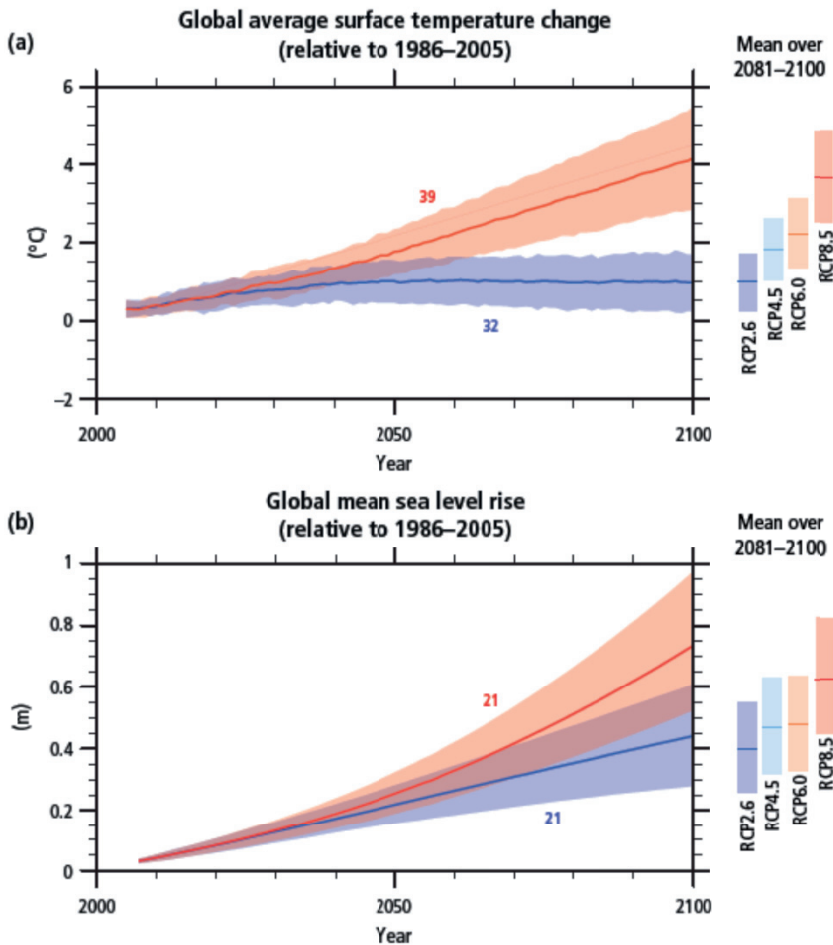 (a)
Global average surface temperature change
(relative to 1986–2005)
Mean over
2081–2100
6
4
2
0
–2
(°C)
39
32
2000
2050
2100
Year
RCP2.6
RCP4.5
RCP6.0
RCP8.5
(b)
Global mean sea level rise
(relative to 1986–2005)
Mean over
2081–2100
1
0.8
0.6
0.4
0.2
0
(m)
21
21
2000
2050
2100
Year
RCP2.6
RCP4.5
RCP6.0
RCP8.5